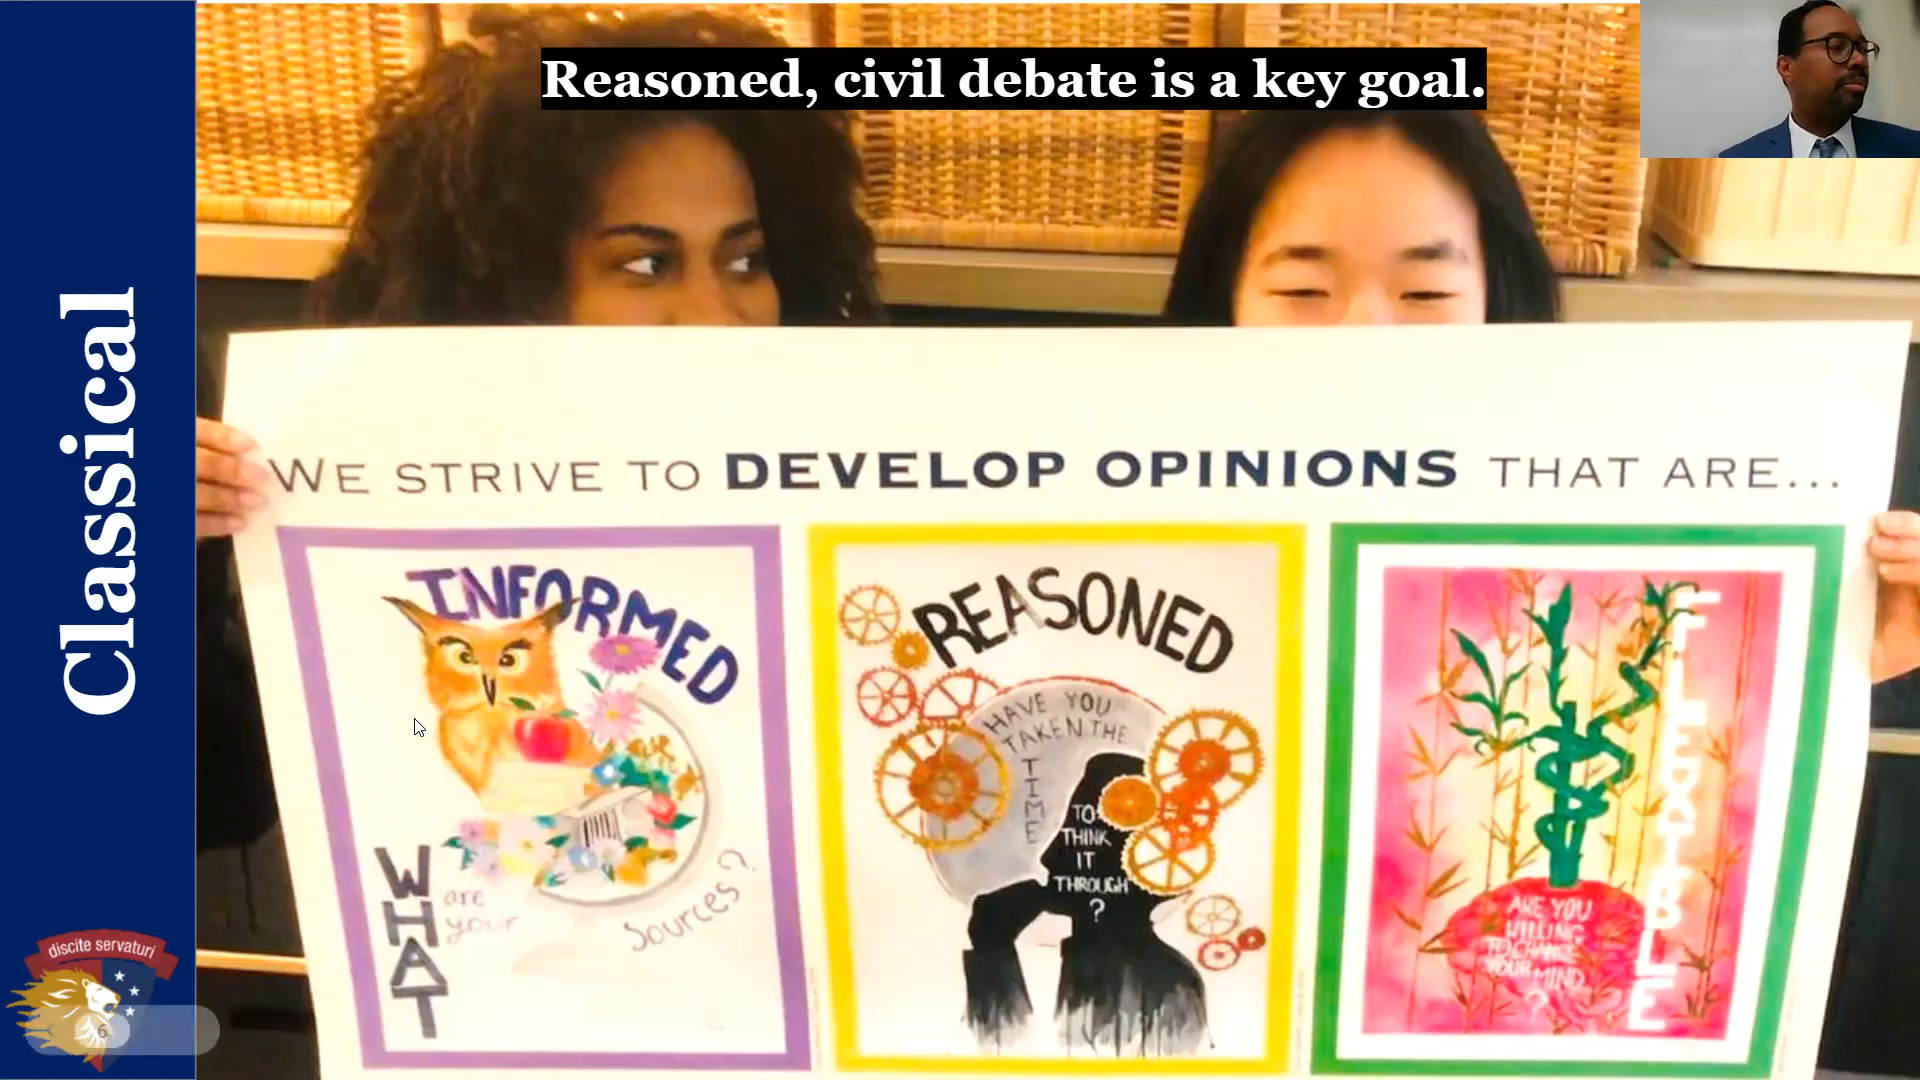 Reasoned, civil debate is a key goal.
Classical
WE STRIVE TO DEVELOP OPINIONS THAT ARE...
INFORMED
WHAT
are
your
Sources?
REASONED
HAVE YOU
TAKEN THE
TIME
TO
THINK
IT
THROUGH
?
FLEXIBLE
ARE YOU
WILLING
TO CHANGE
YOUR MIND
?
discite servaturi
6